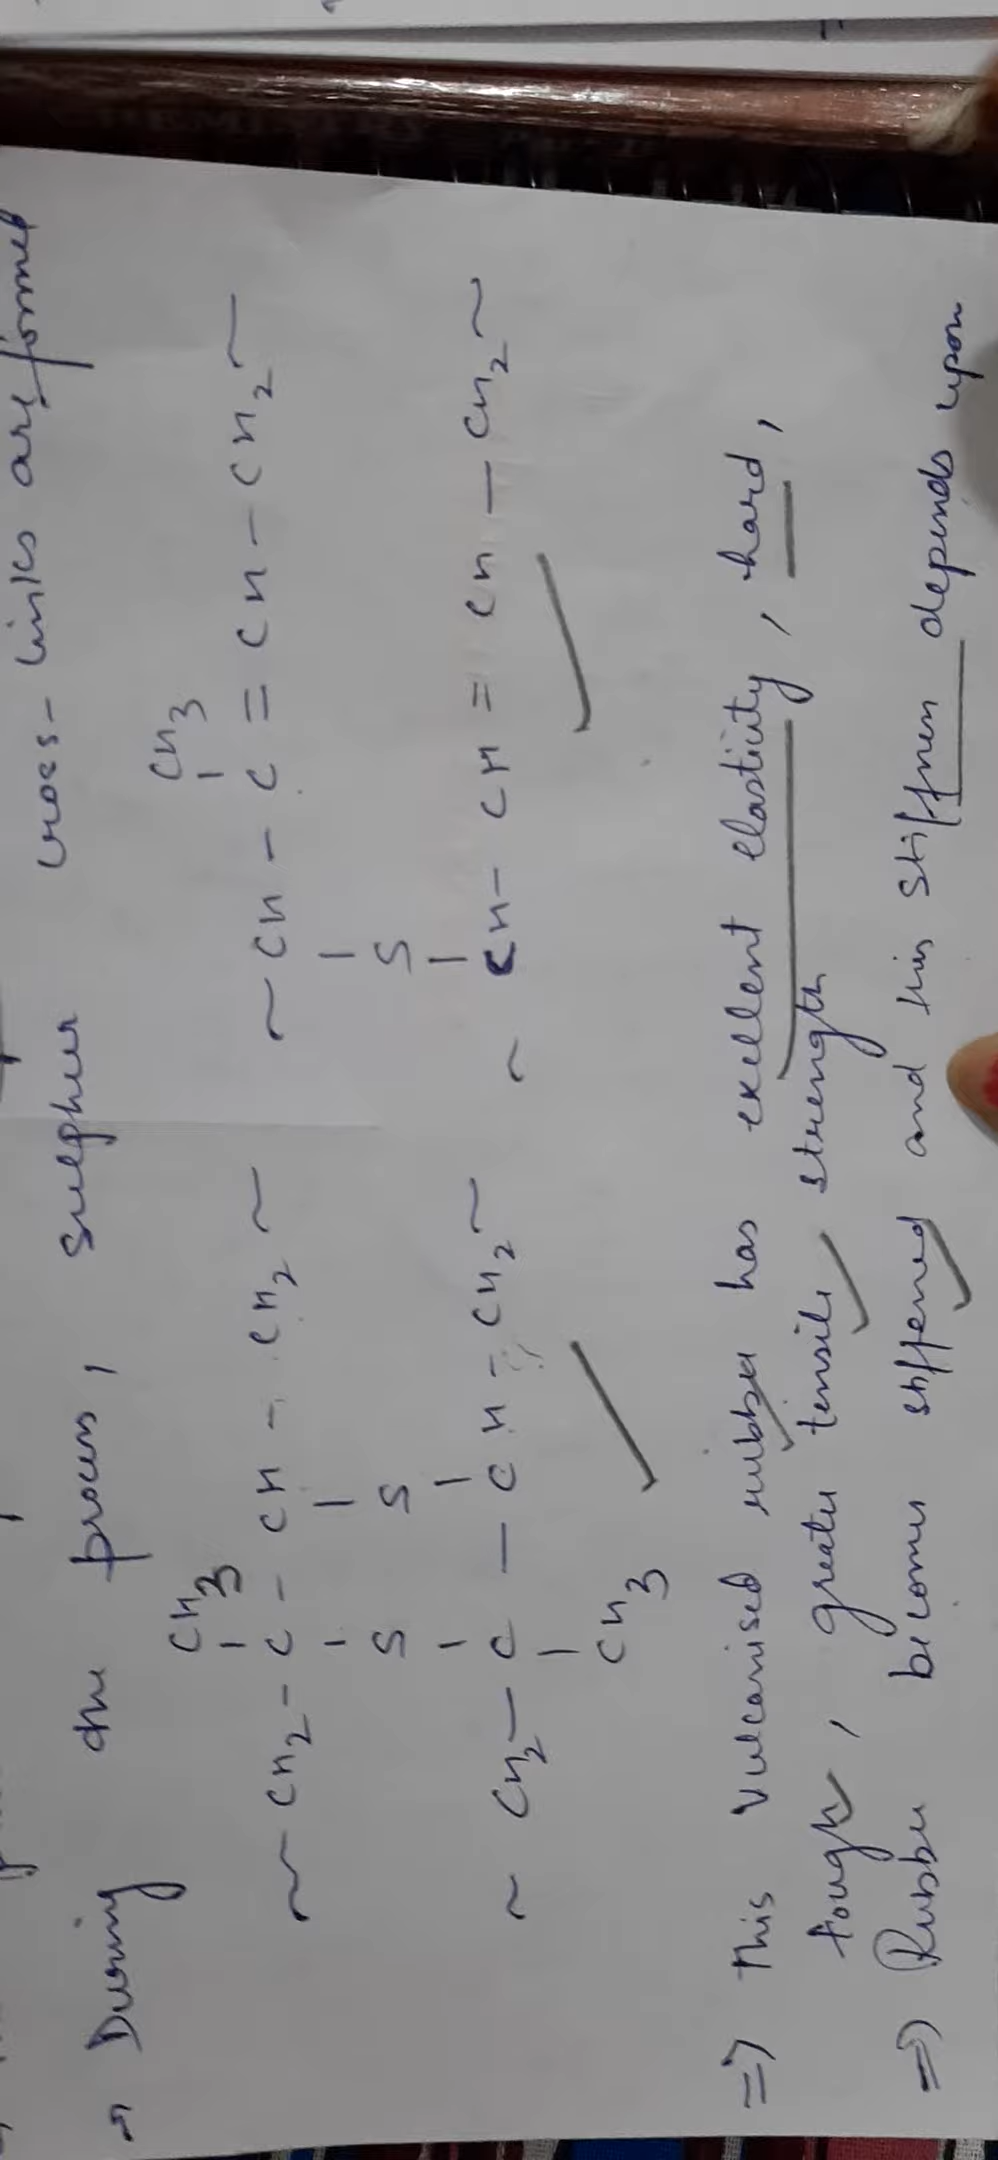 → During the process, sulpher cross-links are formed
CH3 CH3
~ CH2 - C - CH - CH2 ~ ~ CH - C = CH - CH2 ~
S S S
~ CH2 - C - CH - CH2 ~ ~ CH - CH = CH - CH2 ~
CH3
⇒ This vulcanised rubber has exellent elasticity, hard,
tough, greater tensile strength
⇒ Rubber becomes stiffened and this stiffness depends upon